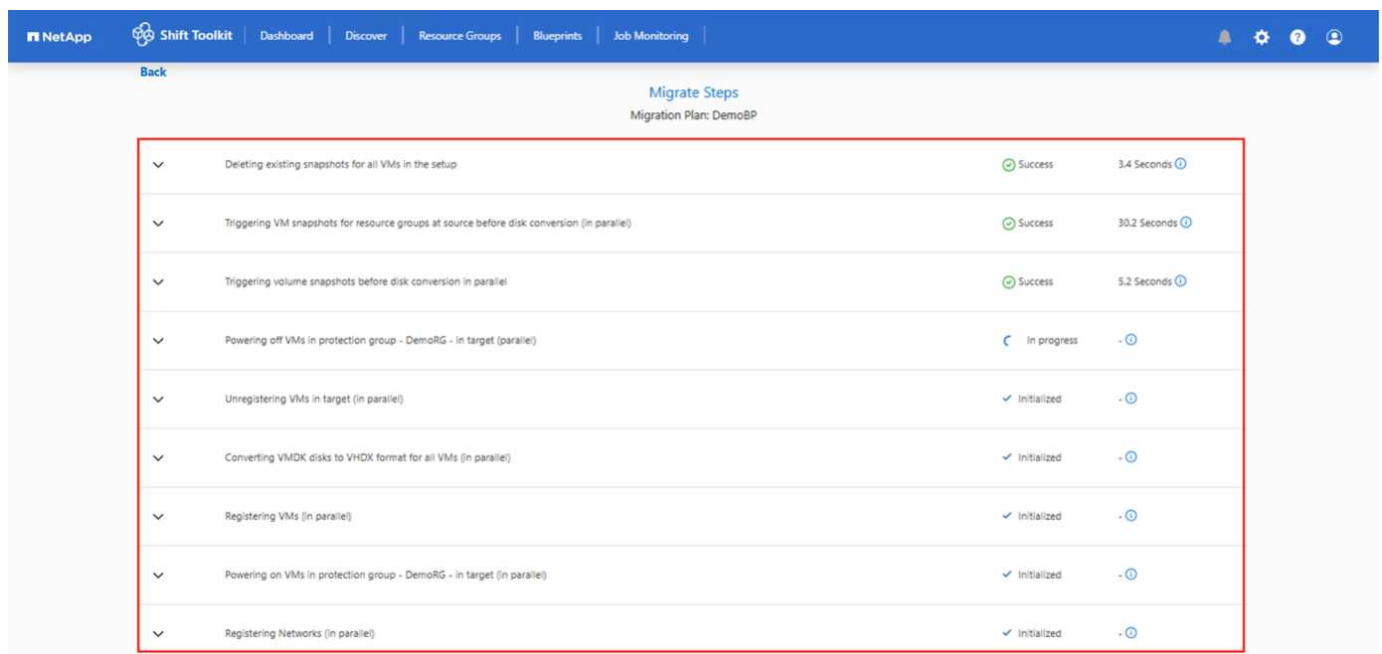 NetApp Shift Toolkit Dashboard Discover Resource Groups Blueprints Job Monitoring
Back
Migrate Steps
Migration Plan: DemoBP
Deleting existing snapshots for all VMs in the setup Success 3.4 Seconds
Triggering VM snapshots for resource groups at source before disk conversion (in parallel) Success 30.2 Seconds
Triggering volume snapshots before disk conversion in parallel Success 5.2 Seconds
Powering off VMs in protection group - DemoRG - in target (parallel) In progress -
Unregistering VMs in target (in parallel) Initialized -
Converting VMDK disks to VHDX format for all VMs (in parallel) Initialized -
Registering VMs (in parallel) Initialized -
Powering on VMs in protection group - DemoRG - in target (in parallel) Initialized -
Registering Networks (in parallel) Initialized -